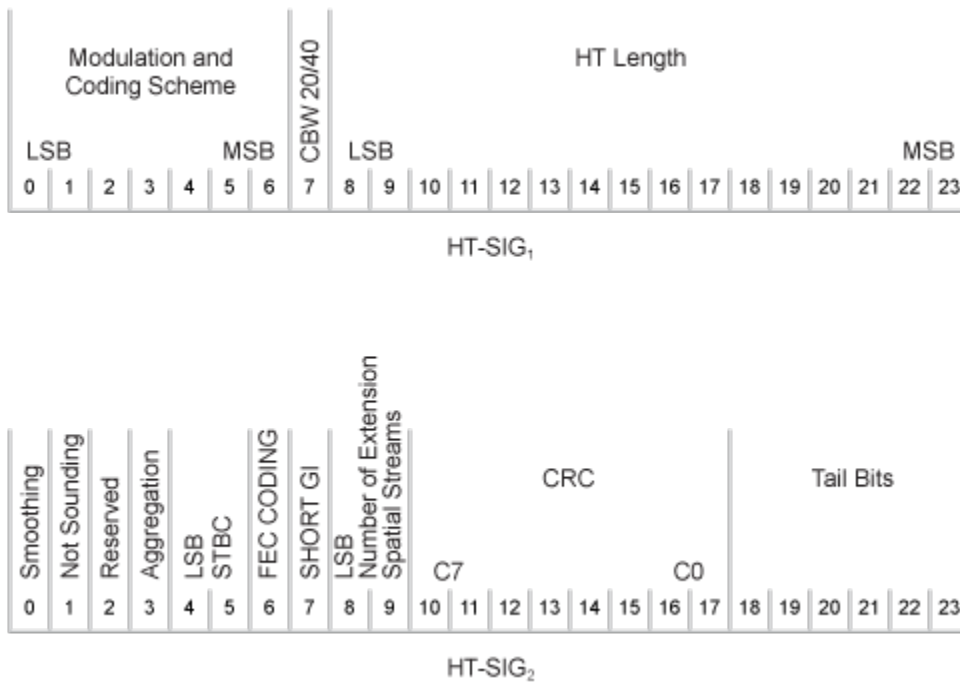 Modulation and
Coding Scheme
CBW 20/40
HT Length
LSB MSB LSB MSB
0 1 2 3 4 5 6 7 8 9 10 11 12 13 14 15 16 17 18 19 20 21 22 23
HT-SIG₁
Smoothing
Not Sounding
Reserved
Aggregation
LSB
STBC
FEC CODING
SHORT GI
LSB
Number of Extension
Spatial Streams
CRC
C7 C0
Tail Bits
0 1 2 3 4 5 6 7 8 9 10 11 12 13 14 15 16 17 18 19 20 21 22 23
HT-SIG₂